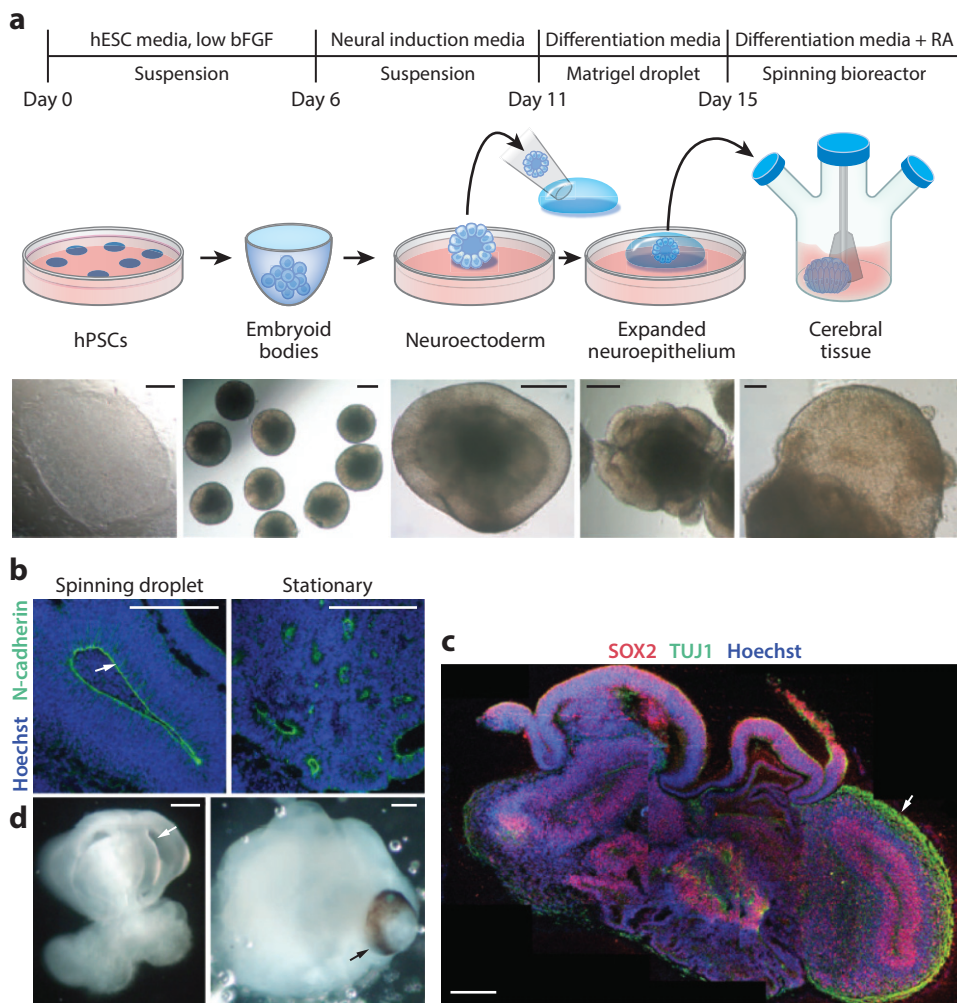 a
hESC media, low bFGF
Neural induction media
Differentiation media
Differentiation media + RA
Suspension
Suspension
Matrigel droplet
Spinning bioreactor
Day 0
Day 6
Day 11
Day 15
hPSCs
Embryoid
bodies
Neuroectoderm
Expanded
neuroepithelium
Cerebral
tissue
b
Spinning droplet
Stationary
Hoechst N-cadherin
c
SOX2 TUJ1 Hoechst
d